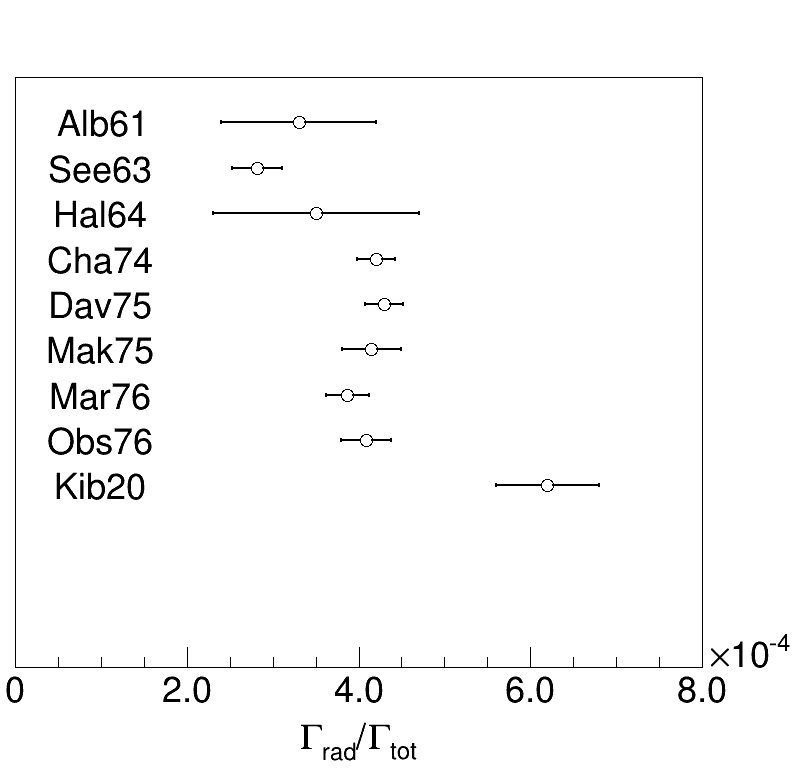 Alb61
See63
Hal64
Cha74
Dav75
Mak75
Mar76
Obs76
Kib20
×10⁻⁴
0 2.0 4.0 6.0 8.0
Γrad/Γtot